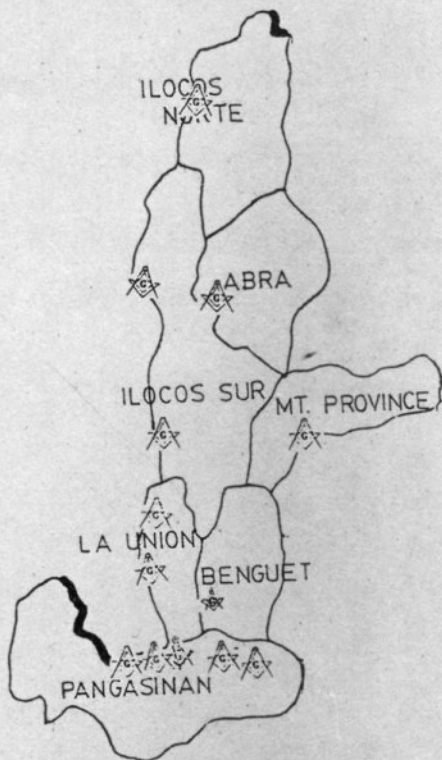 ILOCOS
NORTE
G
G
ABRA
G
ILOCOS SUR
MT. PROVINCE
G
G
G
LA UNION
G
BENGUET
G
G
G
G
PANGASINAN